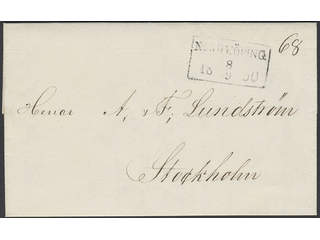 NORRKÖPING
68
8
18 9 50
Herrar A, & F, Lundström
Stockholm